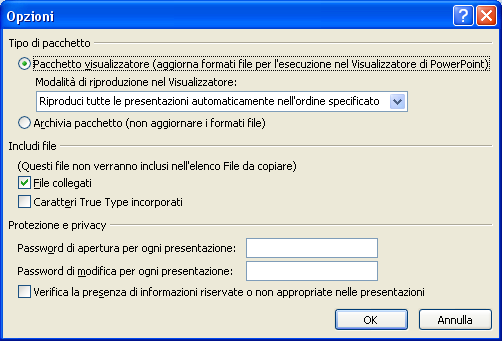 Opzioni
Tipo di pacchetto
Pacchetto visualizzatore (aggiorna formati file per l'esecuzione nel Visualizzatore di PowerPoint)
Modalità di riproduzione nel Visualizzatore:
Riproduci tutte le presentazioni automaticamente nell'ordine specificato
Archivia pacchetto (non aggiornare i formati file)
Includi file
(Questi file non verranno inclusi nell'elenco File da copiare)
File collegati
Caratteri True Type incorporati
Protezione e privacy
Password di apertura per ogni presentazione:
Password di modifica per ogni presentazione:
Verifica la presenza di informazioni riservate o non appropriate nelle presentazioni
OK Annulla